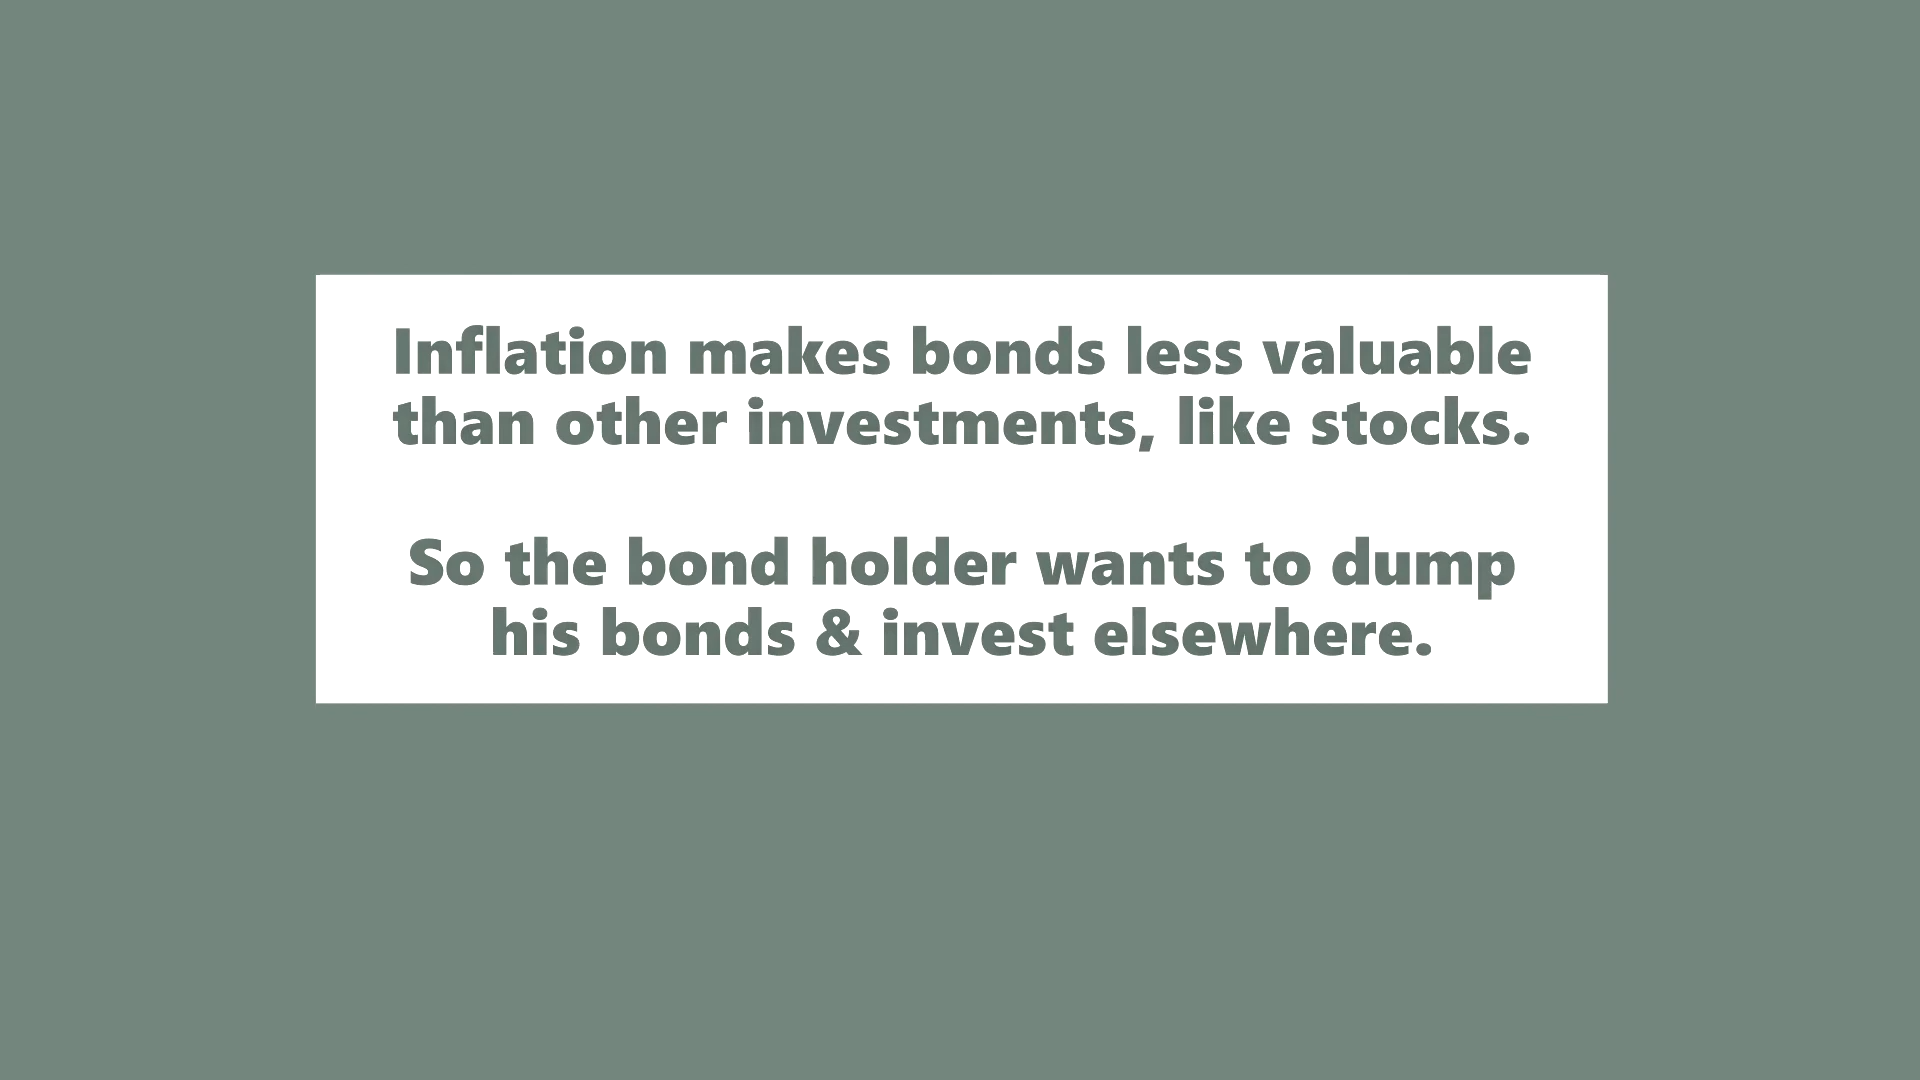 Inflation makes bonds less valuable
than other investments, like stocks.
So the bond holder wants to dump
his bonds & invest elsewhere.